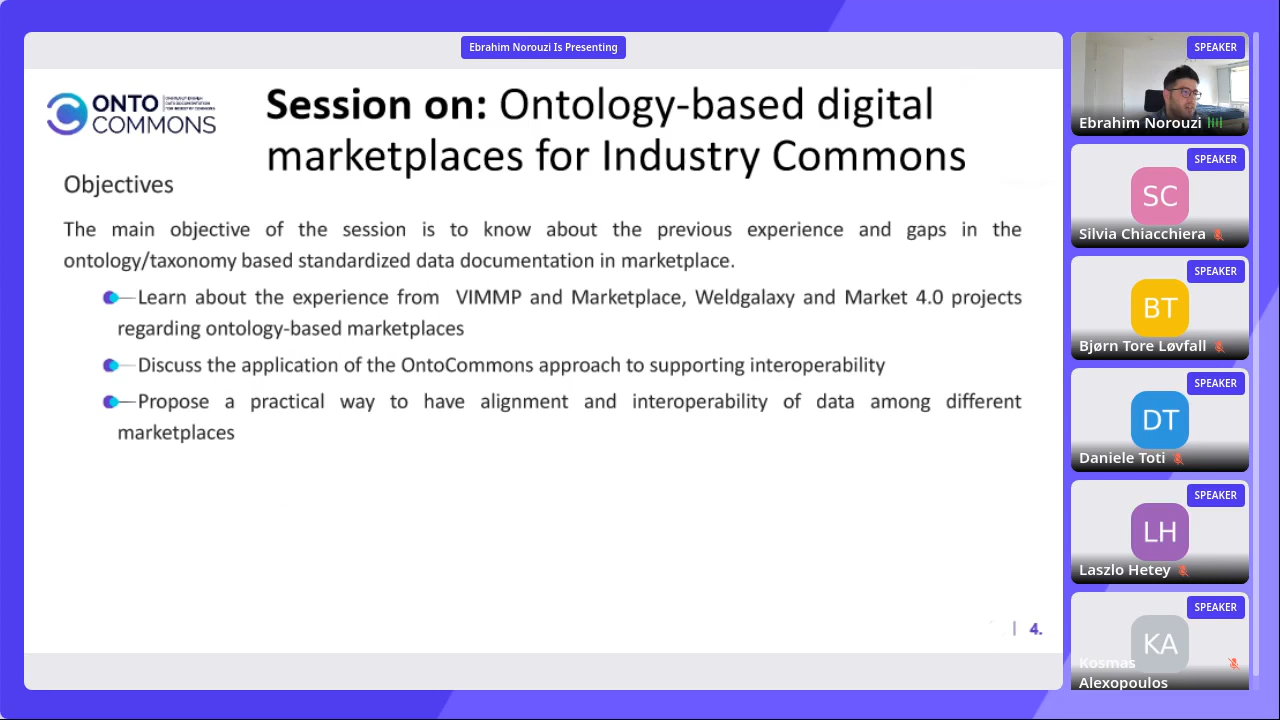 Ebrahim Norouzi Is Presenting
ONTO
COMMONS
Session on: Ontology-based digital
marketplaces for Industry Commons
Objectives
The main objective of the session is to know about the previous experience and gaps in the
ontology/taxonomy based standardized data documentation in marketplace.
Learn about the experience from VIMMP and Marketplace, Weldgalaxy and Market 4.0 projects
regarding ontology-based marketplaces
Discuss the application of the OntoCommons approach to supporting interoperability
Propose a practical way to have alignment and interoperability of data among different
marketplaces
| 4.
SPEAKER
Ebrahim Norouzi
SPEAKER
SC
Silvia Chiacchiera
SPEAKER
BT
Bjørn Tore Løvfall
SPEAKER
DT
Daniele Toti
SPEAKER
LH
Laszlo Hetey
SPEAKER
KA
Kosmas
Alexopoulos